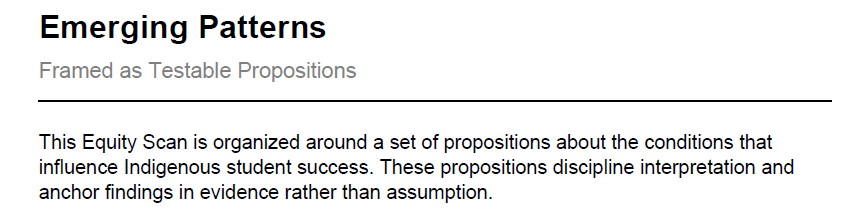 Emerging Patterns
Framed as Testable Propositions
This Equity Scan is organized around a set of propositions about the conditions that
influence Indigenous student success. These propositions discipline interpretation and
anchor findings in evidence rather than assumption.